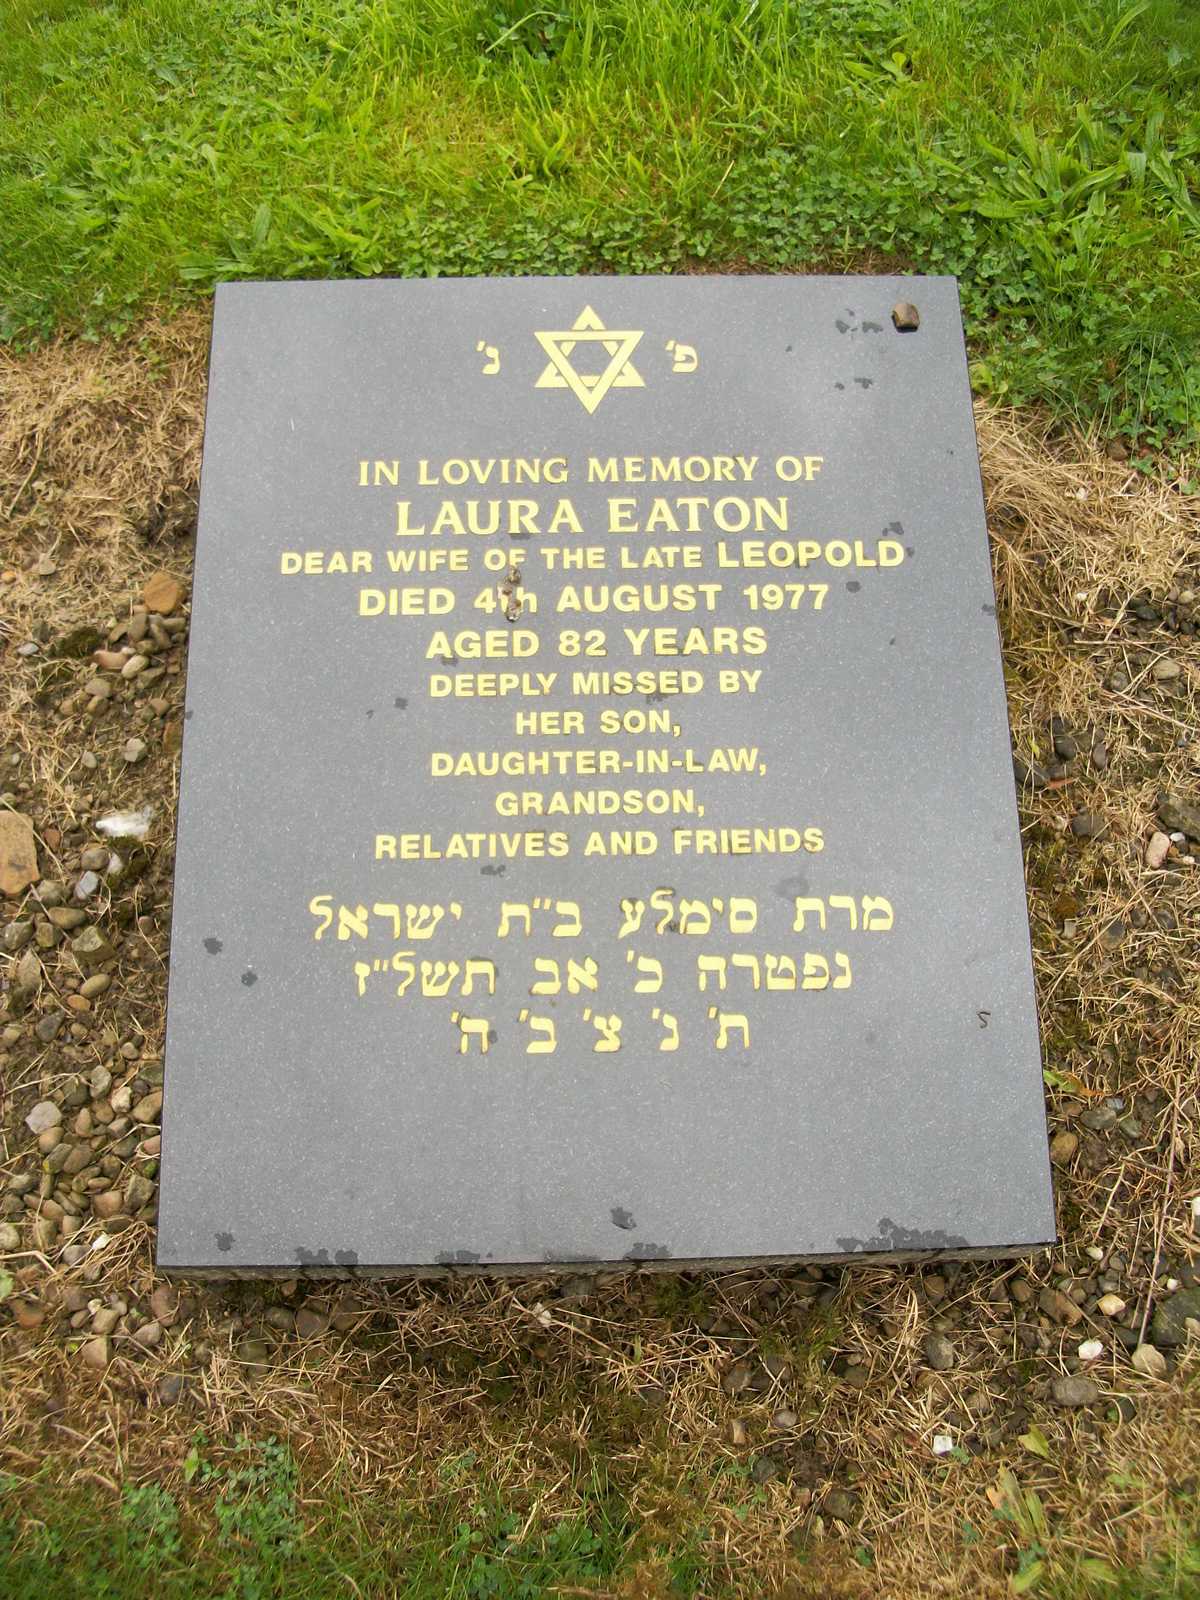 פ' נ'
IN LOVING MEMORY OF
LAURA EATON
DEAR WIFE OF THE LATE LEOPOLD
DIED 4th AUGUST 1977
AGED 82 YEARS
DEEPLY MISSED BY
HER SON,
DAUGHTER-IN-LAW,
GRANDSON,
RELATIVES AND FRIENDS
מרת סימלע ב"ת ישראל
נפטרה כ' אב תשל"ז
ת' נ' צ' ב' ה'